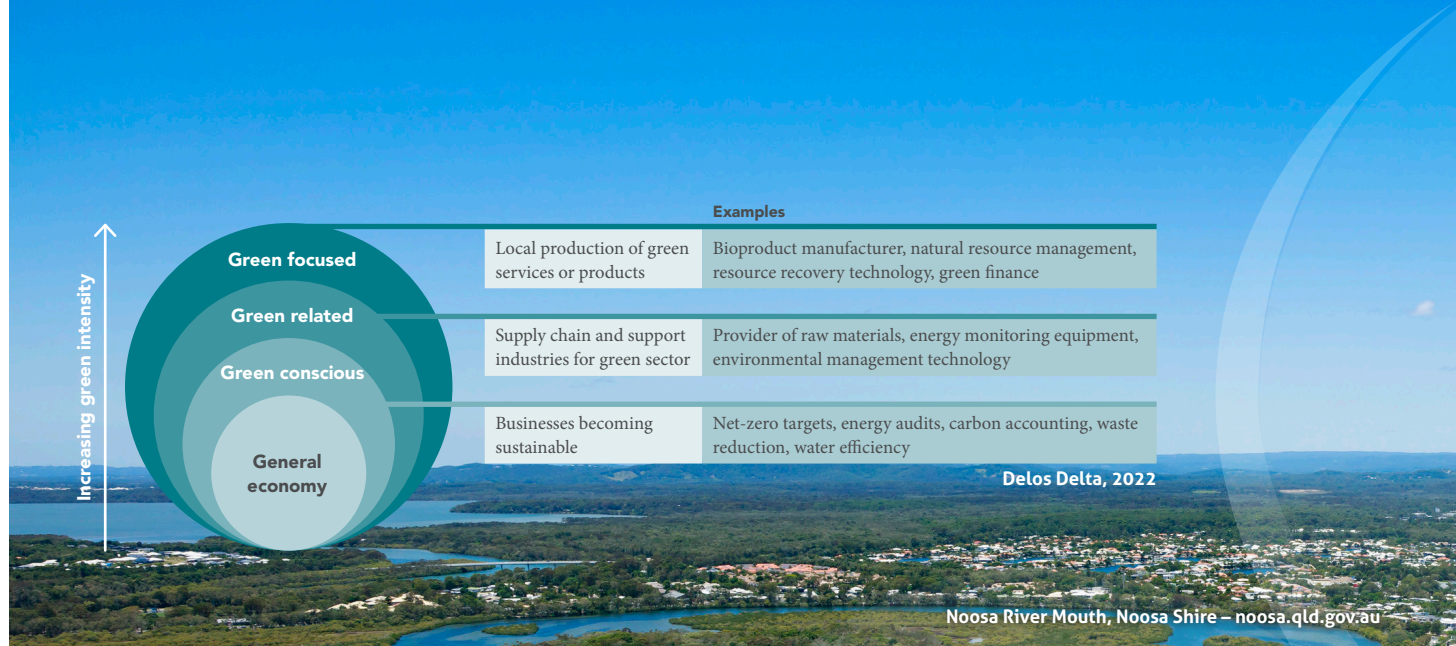 Increasing green intensity
Green focused
Green related
Green conscious
General
economy
Examples
Local production of green
services or products
Bioproduct manufacturer, natural resource management,
resource recovery technology, green finance
Supply chain and support
industries for green sector
Provider of raw materials, energy monitoring equipment,
environmental management technology
Businesses becoming
sustainable
Net-zero targets, energy audits, carbon accounting, waste
reduction, water efficiency
Delos Delta, 2022
Noosa River Mouth, Noosa Shire – noosa.qld.gov.au